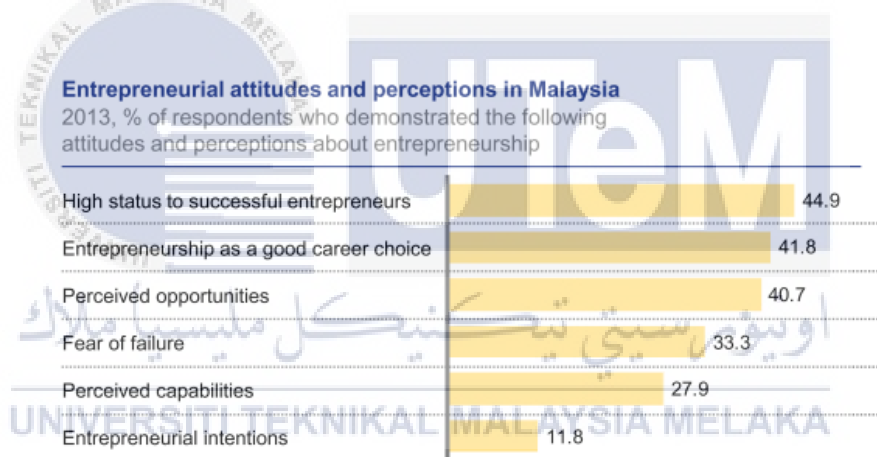 UTeM
Entrepreneurial attitudes and perceptions in Malaysia
2013, % of respondents who demonstrated the following
attitudes and perceptions about entrepreneurship
High status to successful entrepreneurs 44.9
Entrepreneurship as a good career choice 41.8
Perceived opportunities 40.7
Fear of failure 33.3
Perceived capabilities 27.9
Entrepreneurial intentions 11.8
اونيۏرسيتي تيكنيكل مليسيا ملاك
UNIVERSITI TEKNIKAL MALAYSIA MELAKA